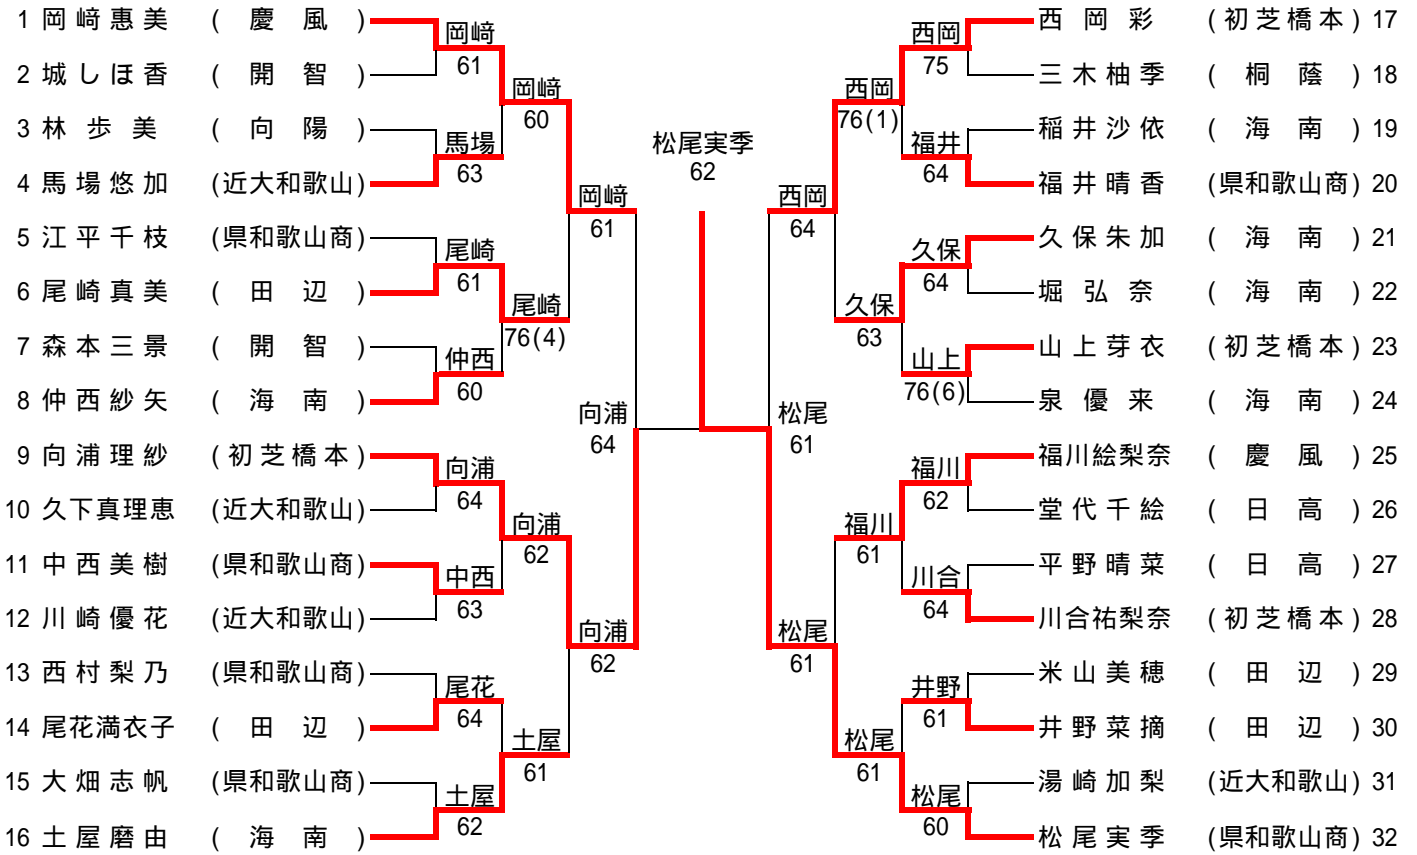 1 岡﨑惠美 ( 慶 風 )
2 城しほ香 ( 開 智 )
3 林 歩 美 ( 向 陽 )
4 馬場悠加 (近大和歌山)
5 江平千枝 (県和歌山商)
6 尾崎真美 ( 田 辺 )
7 森本三景 ( 開 智 )
8 仲西紗矢 ( 海 南 )
9 向浦理紗 (初芝橋本)
10 久下真理恵 (近大和歌山)
11 中西美樹 (県和歌山商)
12 川崎優花 (近大和歌山)
13 西村梨乃 (県和歌山商)
14 尾花満衣子 ( 田 辺 )
15 大畑志帆 (県和歌山商)
16 土屋磨由 ( 海 南 )
岡﨑
61
馬場
63
尾崎
61
仲西
60
向浦
64
中西
63
尾花
64
土屋
62
岡﨑
60
尾崎
76(4)
向浦
62
土屋
61
岡﨑
61
向浦
62
向浦
64
松尾実季
62
松尾
61
西岡
64
松尾
61
西岡
76(1)
久保
63
福川
61
松尾
61
西岡
75
福井
64
久保
64
山上
76(6)
福川
62
川合
64
井野
61
松尾
60
西 岡 彩 (初芝橋本) 17
三木柚季 ( 桐 蔭 ) 18
稲井沙依 ( 海 南 ) 19
福井晴香 (県和歌山商) 20
久保朱加 ( 海 南 ) 21
堀 弘 奈 ( 海 南 ) 22
山上芽衣 (初芝橋本) 23
泉 優 来 ( 海 南 ) 24
福川絵梨奈 ( 慶 風 ) 25
堂代千絵 ( 日 高 ) 26
平野晴菜 ( 日 高 ) 27
川合祐梨奈 (初芝橋本) 28
米山美穂 ( 田 辺 ) 29
井野菜摘 ( 田 辺 ) 30
湯崎加梨 (近大和歌山) 31
松尾実季 (県和歌山商) 32